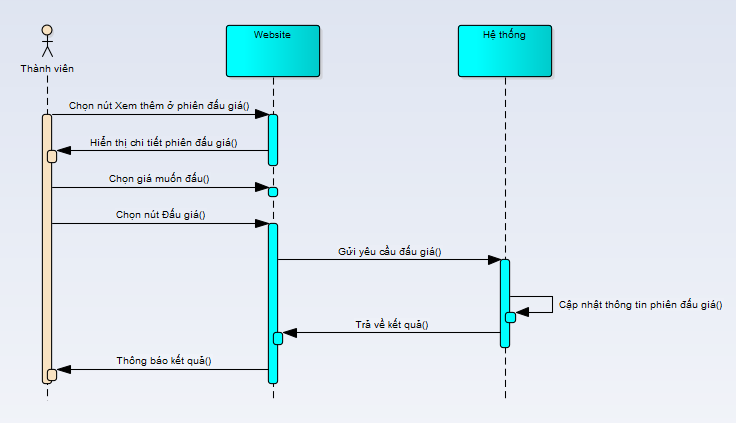 Website
Hệ thống
Thành viên
Chọn nút Xem thêm ở phiên đấu giá()
Hiển thị chi tiết phiên đấu giá()
Chọn giá muốn đấu()
Chọn nút Đấu giá()
Gửi yêu cầu đấu giá()
Cập nhật thông tin phiên đấu giá()
Trả về kết quả()
Thông báo kết quả()